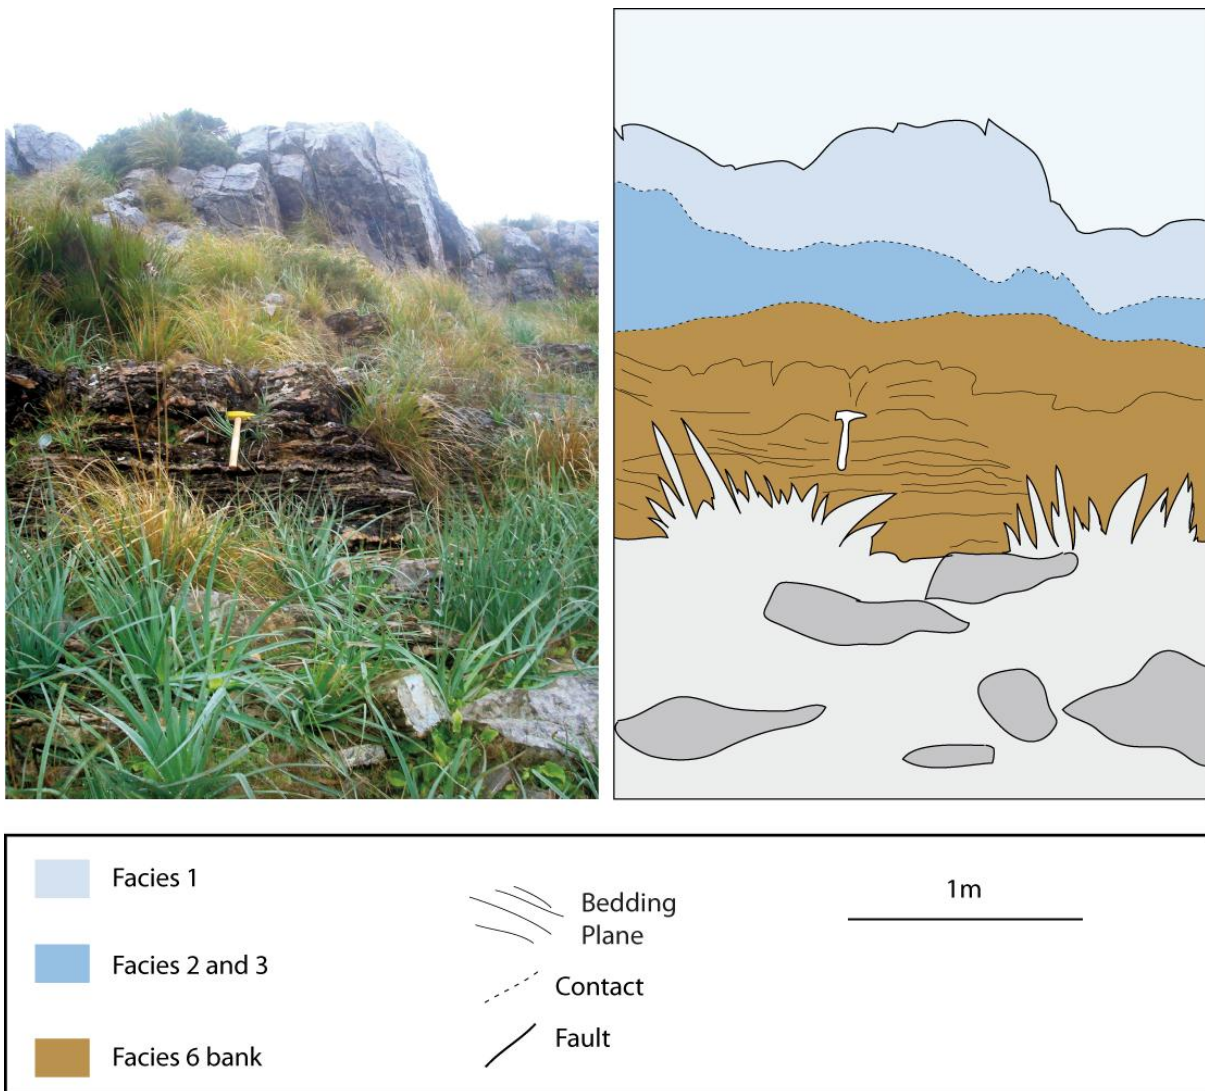 Facies 1
Facies 2 and 3
Facies 6 bank
Bedding
Plane
Contact
Fault
1m